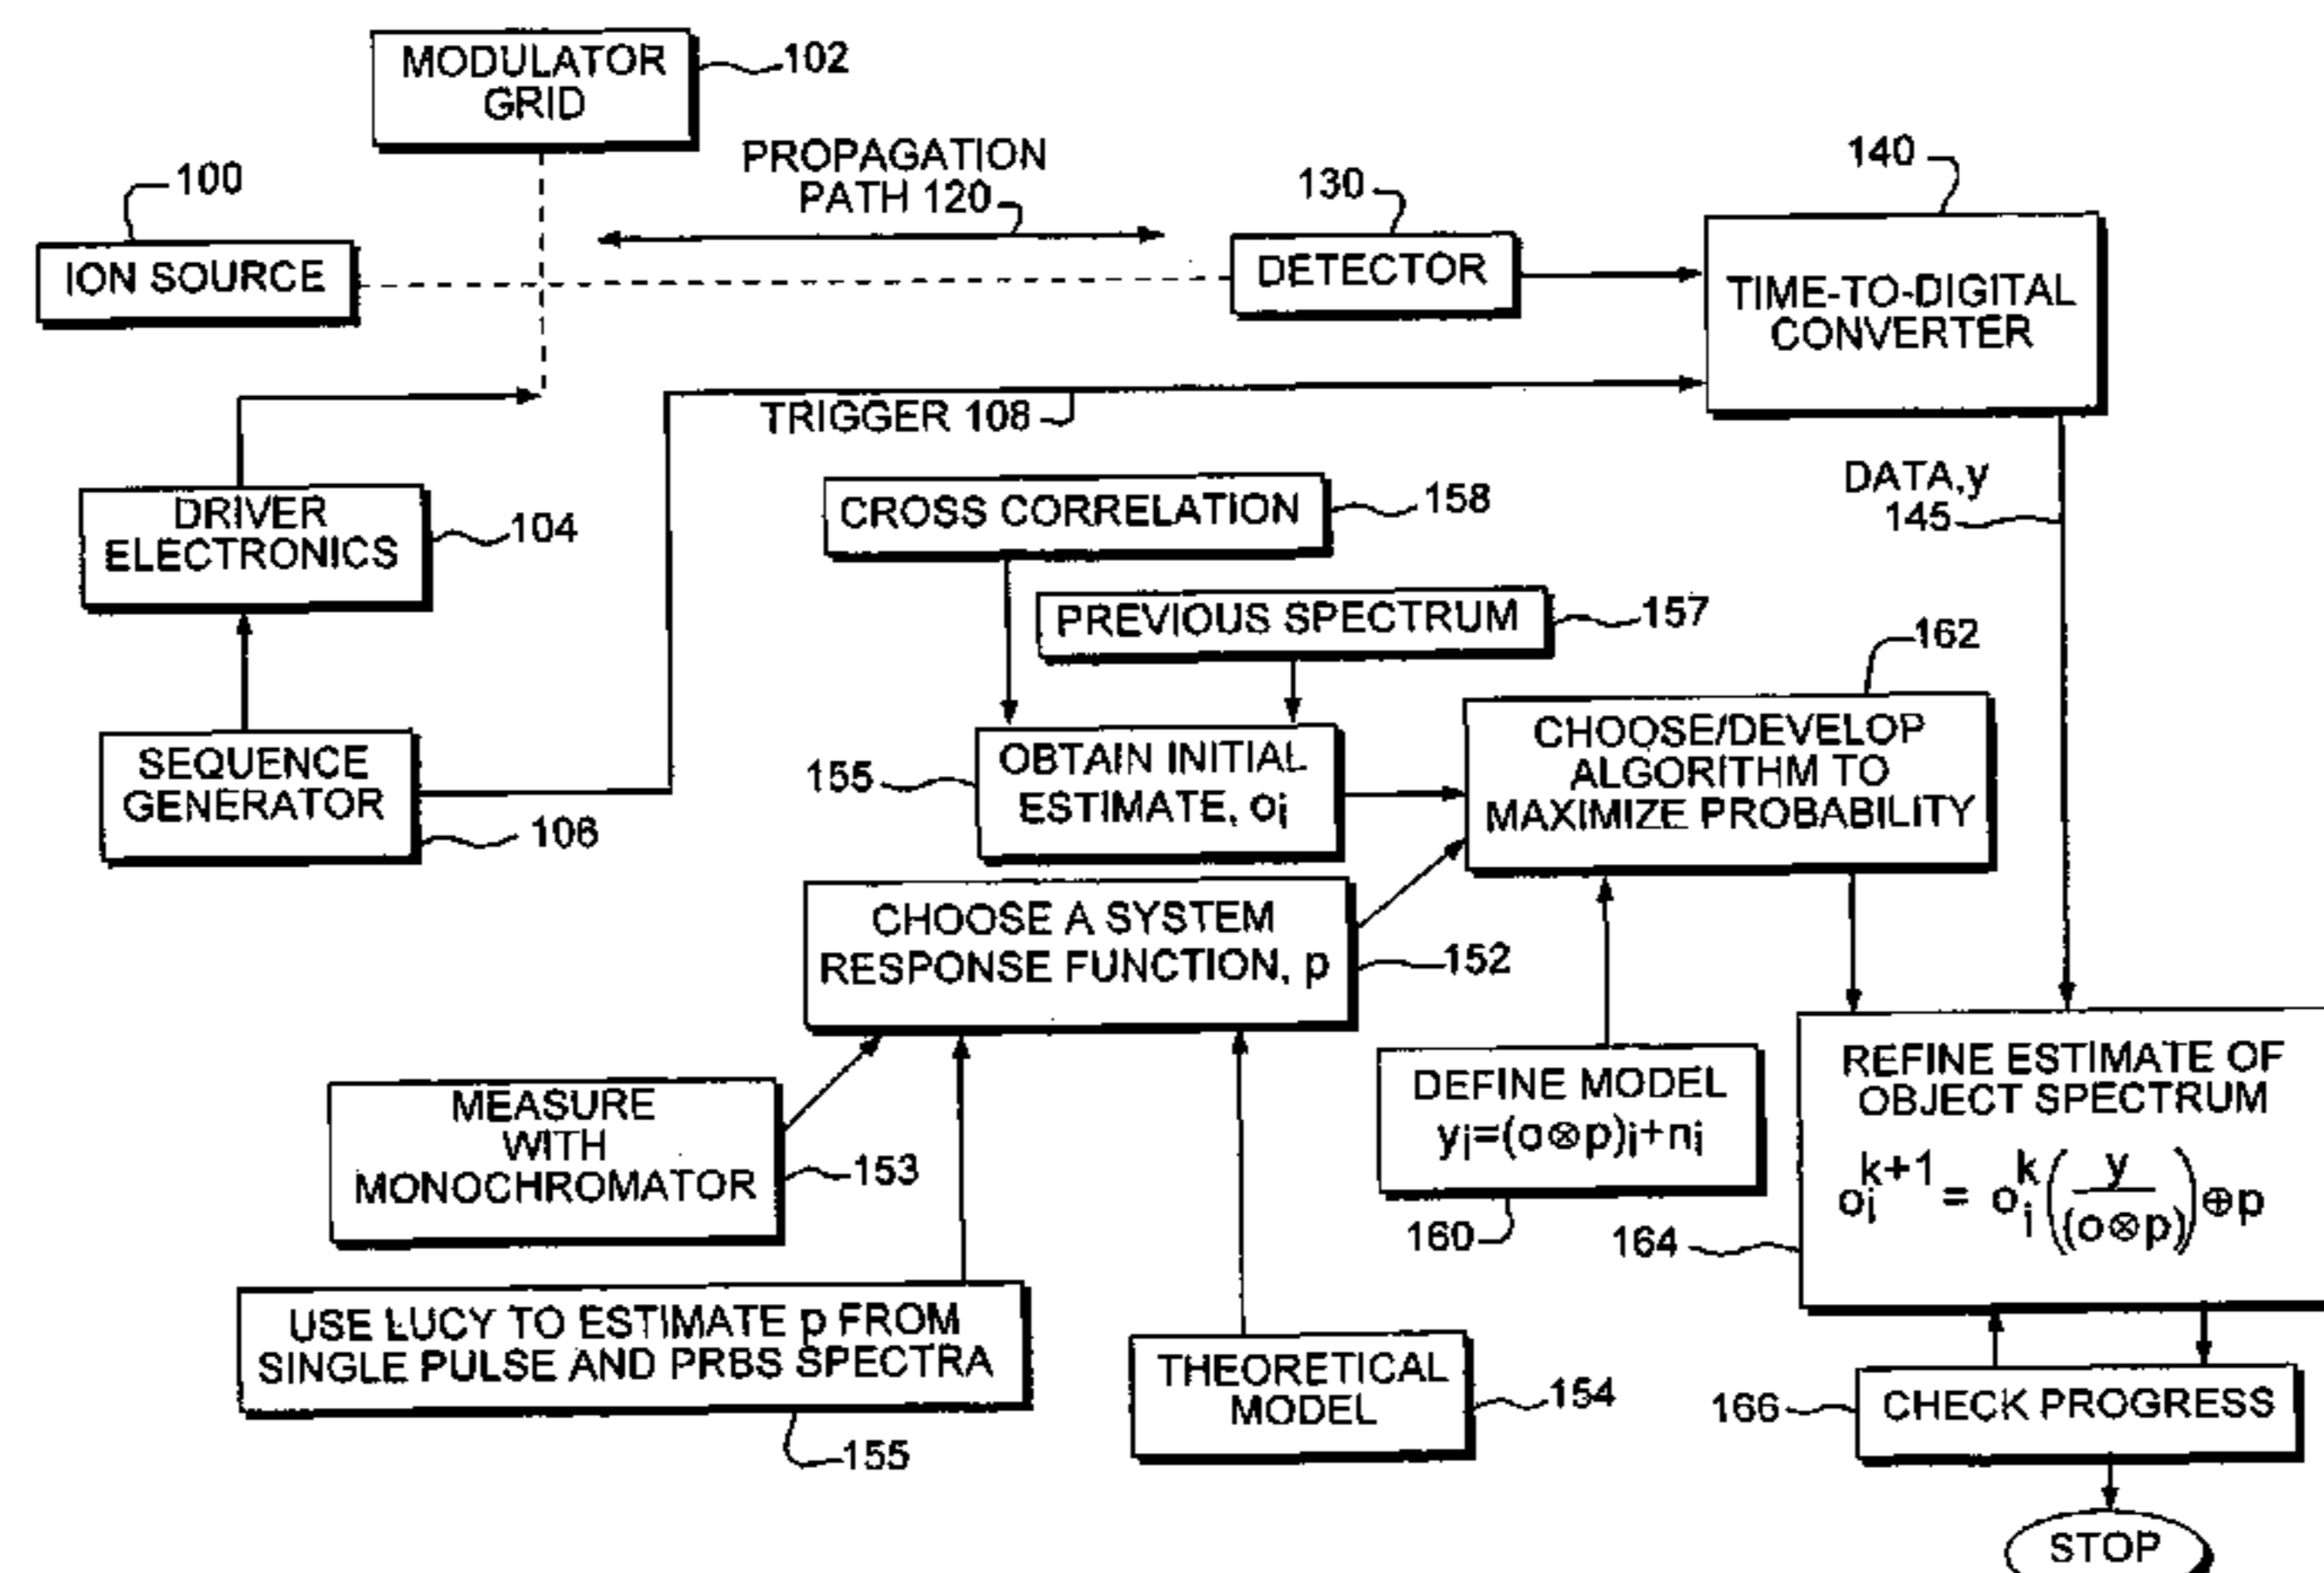 MODULATOR
GRID
102
PROPAGATION
PATH 120
100
ION SOURCE
130
DETECTOR
140
TIME-TO-DIGITAL
CONVERTER
TRIGGER 108
DRIVER
ELECTRONICS
104
CROSS CORRELATION
158
DATA,y
145
PREVIOUS SPECTRUM
157
162
SEQUENCE
GENERATOR
106
155
OBTAIN INITIAL
ESTIMATE, oi
CHOOSE/DEVELOP
ALGORITHM TO
MAXIMIZE PROBABILITY
CHOOSE A SYSTEM
RESPONSE FUNCTION, p
152
MEASURE
WITH
MONOCHROMATOR
153
DEFINE MODEL
yi=(o⊗p)i+ni
160
REFINE ESTIMATE OF
OBJECT SPECTRUM
oi^k+1 = oi^k(y/(o⊗p))⊕p
164
USE LUCY TO ESTIMATE p FROM
SINGLE PULSE AND PRBS SPECTRA
155
THEORETICAL
MODEL
154
166
CHECK PROGRESS
STOP